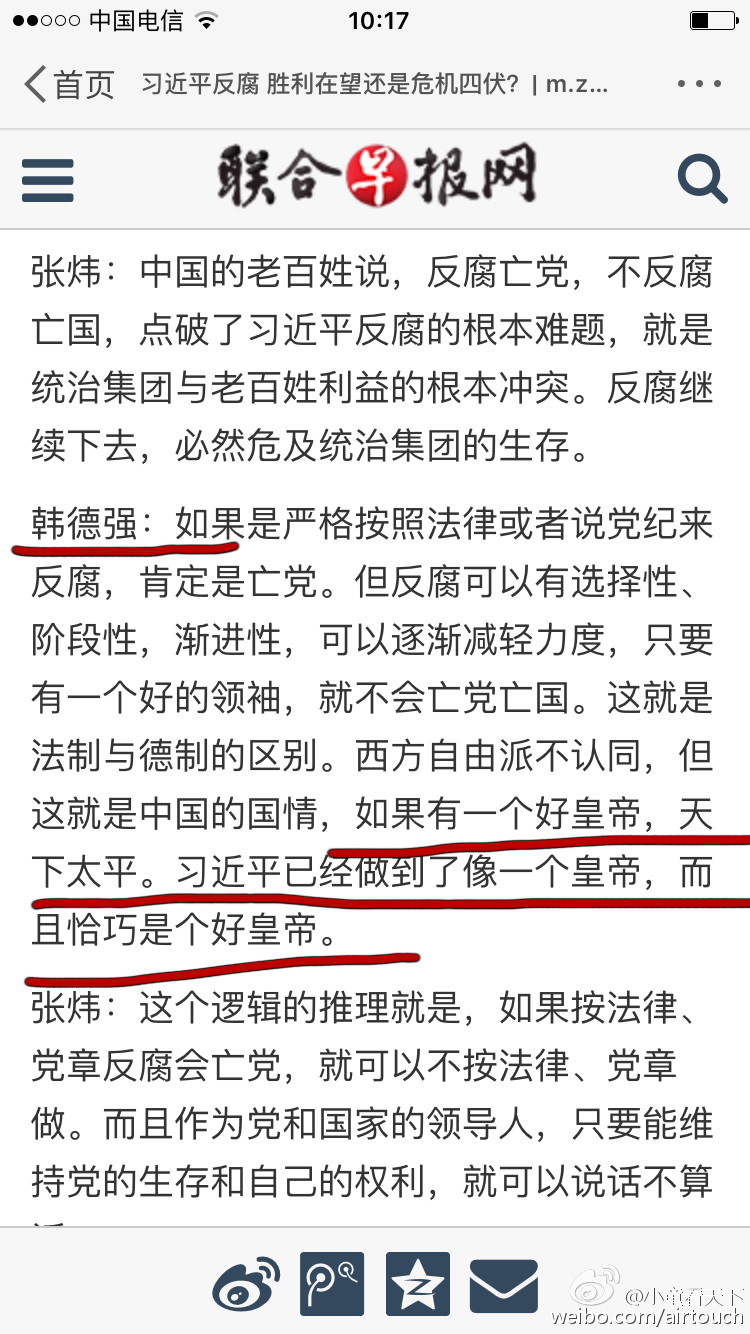 中国电信 10:17
首页 习近平反腐 胜利在望还是危机四伏？| m.z...
联合早报网
张炜：中国的老百姓说，反腐亡党，不反腐
亡国，点破了习近平反腐的根本难题，就是
统治集团与老百姓利益的根本冲突。反腐继
续下去，必然危及统治集团的生存。
韩德强：如果是严格按照法律或者说党纪来
反腐，肯定是亡党。但反腐可以有选择性、
阶段性，渐进性，可以逐渐减轻力度，只要
有一个好的领袖，就不会亡党亡国。这就是
法制与德制的区别。西方自由派不认同，但
这就是中国的国情，如果有一个好皇帝，天
下太平。习近平已经做到了像一个皇帝，而
且恰巧是个好皇帝。
张炜：这个逻辑的推理就是，如果按法律、
党章反腐会亡党，就可以不按法律、党章
做。而且作为党和国家的领导人，只要能维
持党的生存和自己的权利，就可以说话不算
@小童看天下
weibo.com/airtouch